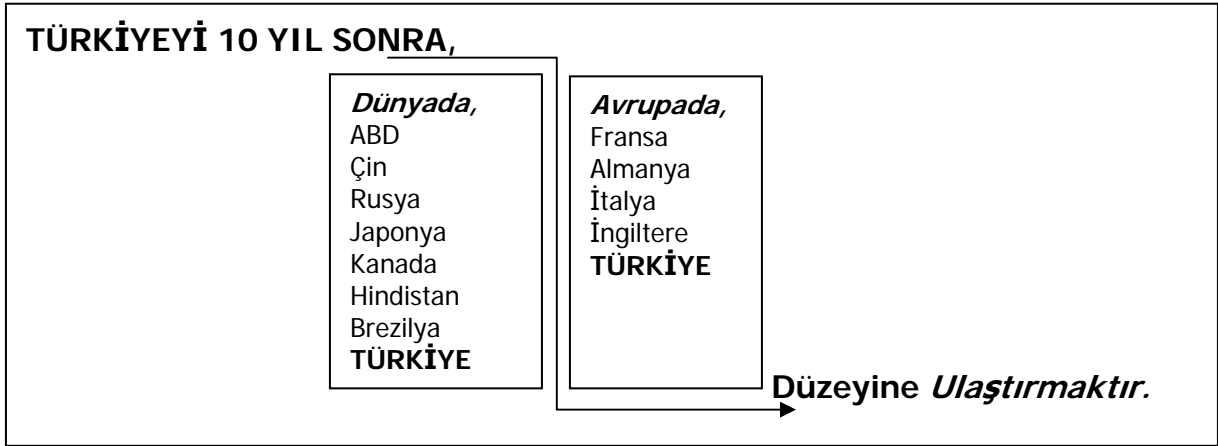 TÜRKİYEYİ 10 YIL SONRA,
Dünyada,
ABD
Çin
Rusya
Japonya
Kanada
Hindistan
Brezilya
TÜRKİYE
Avrupada,
Fransa
Almanya
İtalya
İngiltere
TÜRKİYE
Düzeyine Ulaştırmaktır.